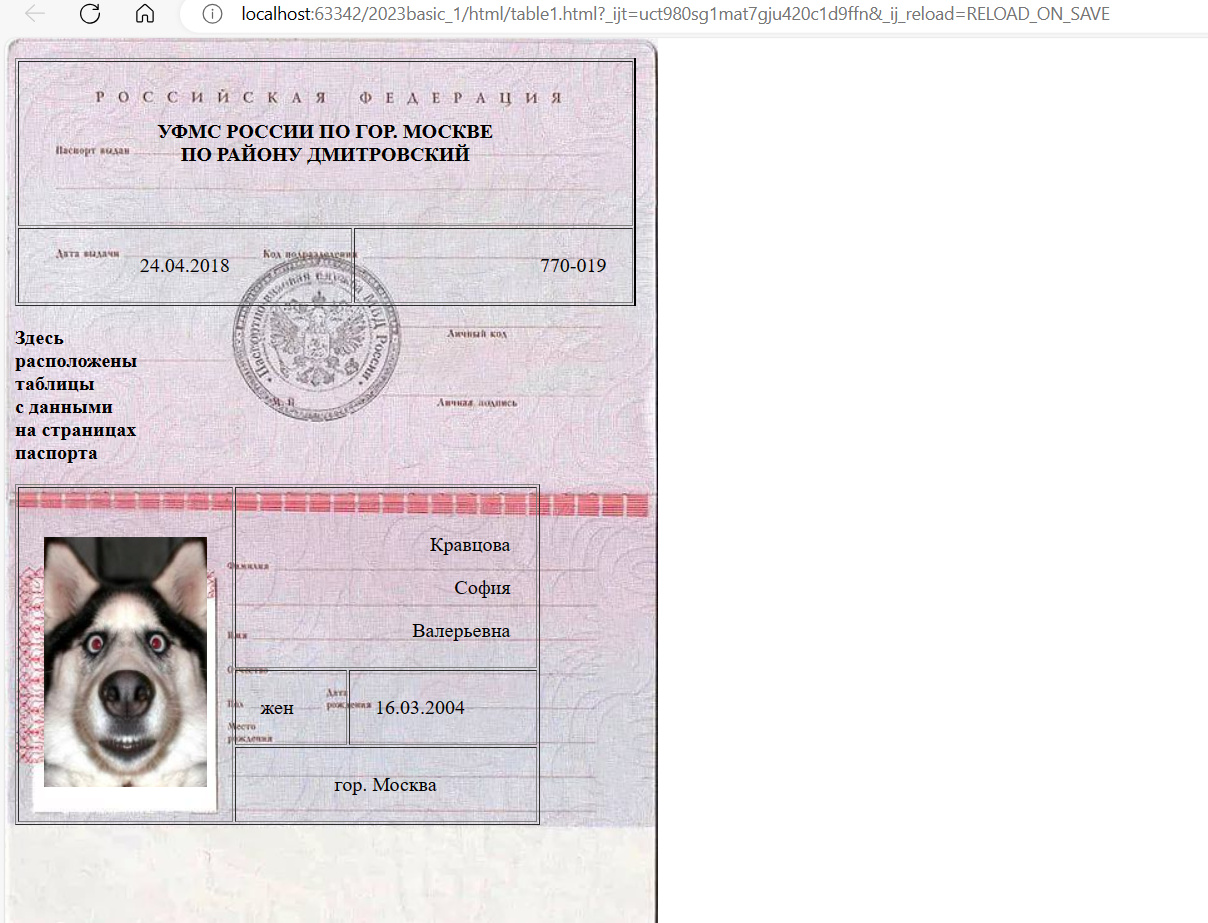 localhost:63342/2023basic_1/html/table1.html?_ijt=uct980sg1mat7gju420c1d9ffn&_ij_reload=RELOAD_ON_SAVE
РОССИЙСКАЯ ФЕДЕРАЦИЯ
УФМС РОССИИ ПО ГОР. МОСКВЕ
Паспорт выдан
ПО РАЙОНУ ДМИТРОВСКИЙ
Дата выдачи
24.04.2018
Код подразделения
770-019
Паспортно-визовая служба МВД России
Личный код
Личная подпись
Здесь
расположены
таблицы
с данными
на страницах
паспорта
Кравцова
Фамилия
София
Валерьевна
Имя
Отчество
Пол
жен
Дата
рождения
16.03.2004
Место
рождения
гор. Москва